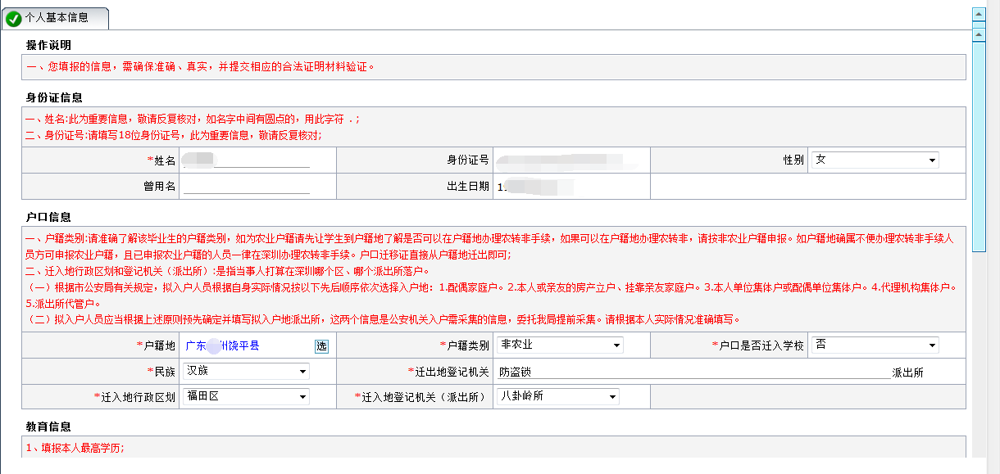 个人基本信息
操作说明
一、您填报的信息，需确保准确、真实，并提交相应的合法证明材料验证。
身份证信息
一、姓名:此为重要信息，敬请反复核对，如名字中间有圆点的，用此字符 . ;
二、身份证号:请填写18位身份证号，此为重要信息，敬请反复核对;
*姓名 身份证号 性别 女
曾用名 出生日期
户口信息
一、户籍类别:请准确了解该毕业生的户籍类别，如为农业户籍请先让学生到户籍地了解是否可以在户籍地办理农转非手续，如果可以在户籍地办理农转非，请按非农业户籍申报。如户籍地确属不便办理农转非手续人
员方可申报农业户籍，且已申报农业户籍的人员一律在深圳办理农转非手续。户口迁移证直接从户籍地迁出即可;
二、迁入地行政区划和登记机关（派出所）:是指当事人打算在深圳哪个区、哪个派出所落户。
（一）根据市公安局有关规定，拟入户人员根据自身实际情况按以下先后顺序依次选择入户地：1.配偶家庭户。2.本人或亲友的房产立户、挂靠亲友家庭户。3.本人单位集体户或配偶单位集体户。4.代理机构集体户。
5.派出所代管户。
（二）拟入户人员应当根据上述原则预先确定并填写拟入户地派出所，这两个信息是公安机关入户需采集的信息，委托我局提前采集。请根据本人实际情况准确填写。
*户籍地 广东 州饶平县 选 *户籍类别 非农业 *户口是否迁入学校 否
*民族 汉族 *迁出地登记机关 防盗锁 派出所
*迁入地行政区划 福田区 *迁入地登记机关（派出所） 八卦岭所
教育信息
1、填报本人最高学历;